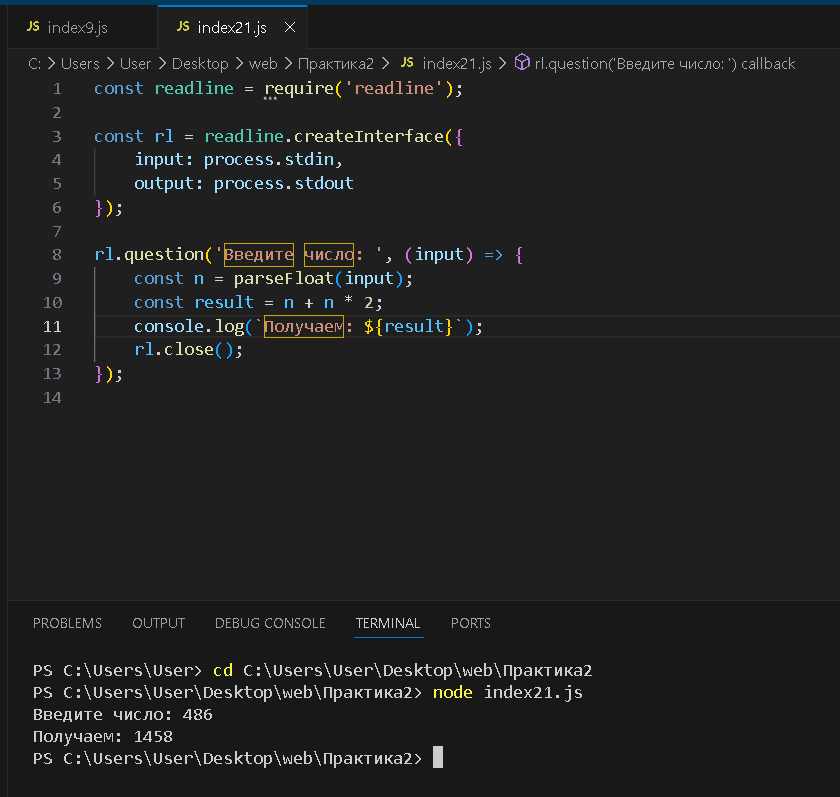 JS index9.js JS index21.js
C: > Users > User > Desktop > web > Практика2 > JS index21.js > rl.question('Введите число: ') callback
1 const readline = require('readline');
2
3 const rl = readline.createInterface({
4 input: process.stdin,
5 output: process.stdout
6 });
7
8 rl.question('Введите число: ', (input) => {
9 const n = parseFloat(input);
10 const result = n + n * 2;
11 console.log(`Получаем: ${result}`);
12 rl.close();
13 });
14
PROBLEMS OUTPUT DEBUG CONSOLE TERMINAL PORTS
PS C:\Users\User> cd C:\Users\User\Desktop\web\Практика2
PS C:\Users\User\Desktop\web\Практика2> node index21.js
Введите число: 486
Получаем: 1458
PS C:\Users\User\Desktop\web\Практика2>